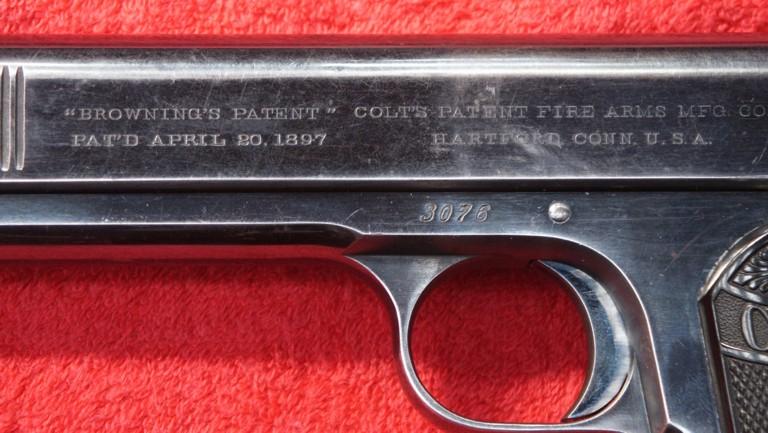 "BROWNING'S PATENT" COLT'S PATENT FIRE ARMS MFG. CO
PAT'D APRIL 20, 1897 HARTFORD, CONN. U.S.A.
3076